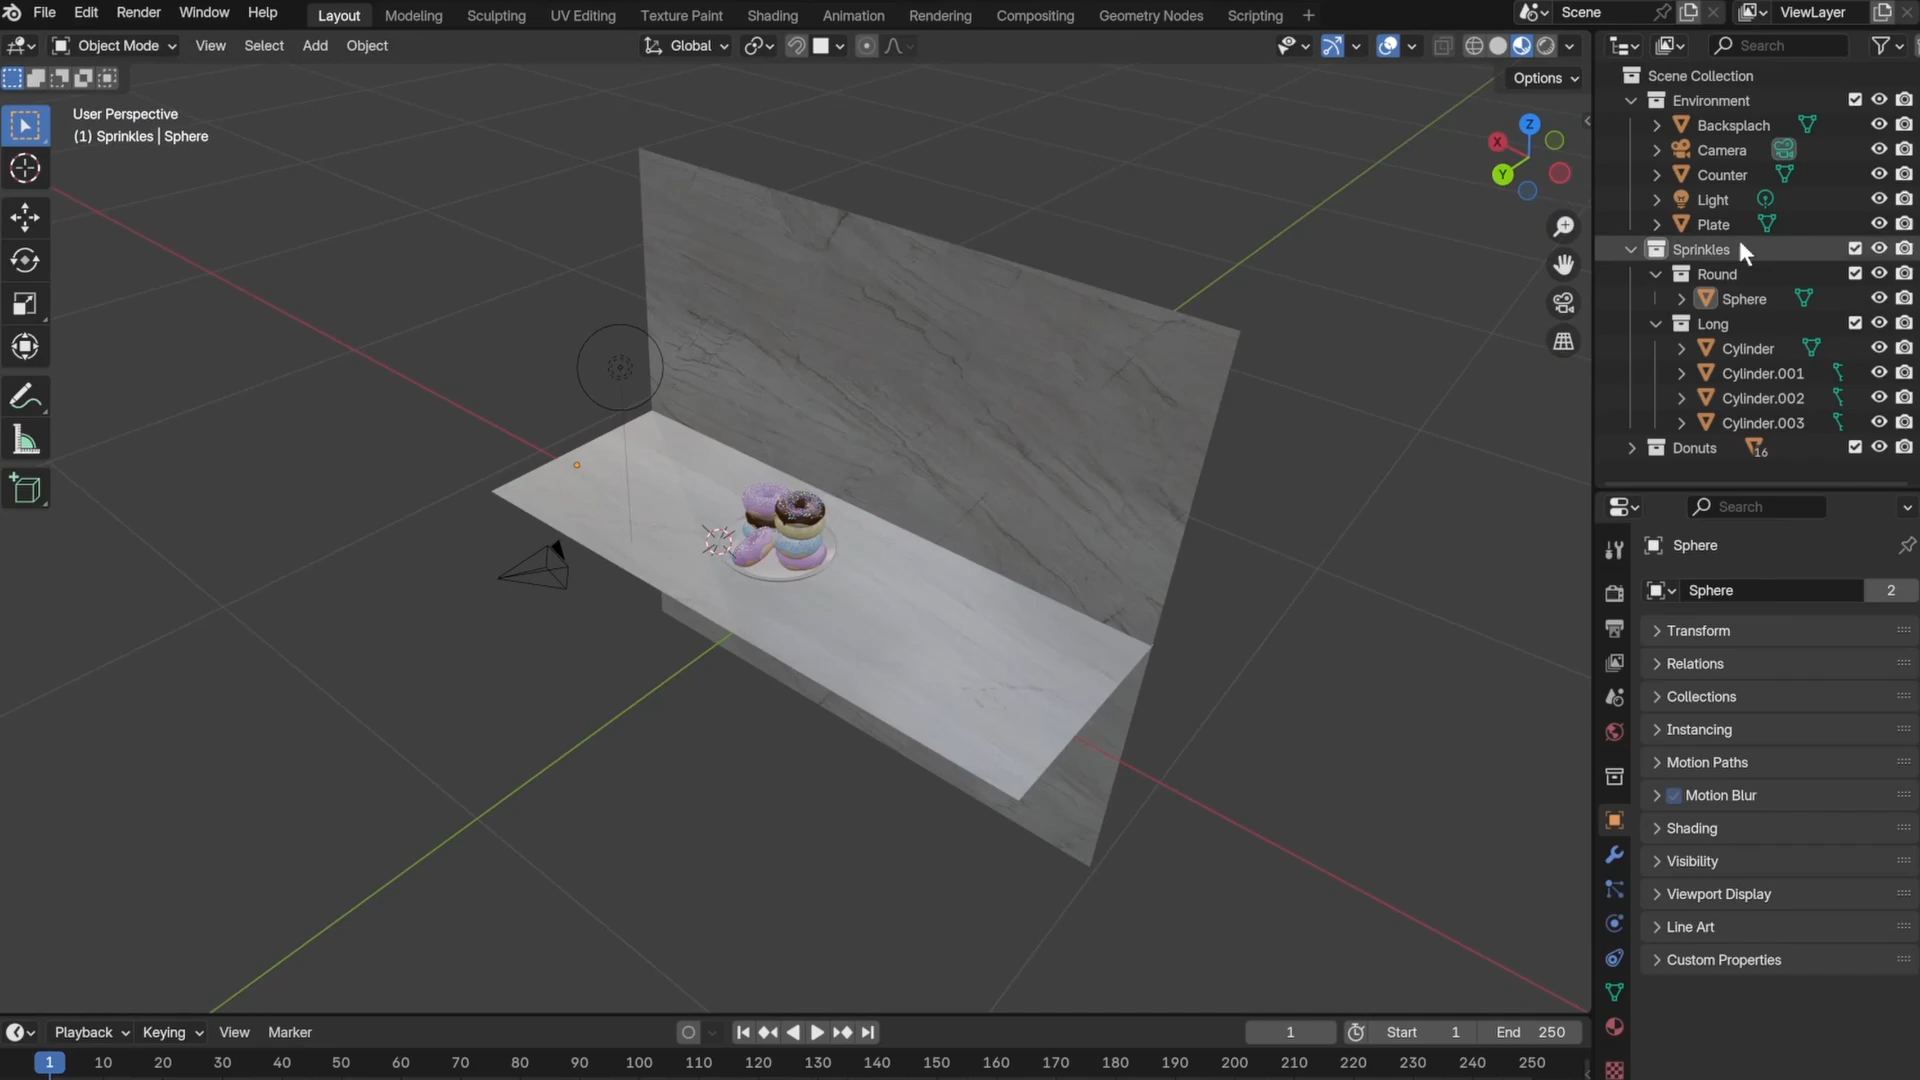 File Edit Render Window Help Layout Modeling Sculpting UV Editing Texture Paint Shading Animation Rendering Compositing Geometry Nodes Scripting + Scene ViewLayer
Object Mode View Select Add Object Global Search
Options
User Perspective
(1) Sprinkles | Sphere
Z
X
Y
Scene Collection
Environment
Backsplach
Camera
Counter
Light
Plate
Sprinkles
Round
Sphere
Long
Cylinder
Cylinder.001
Cylinder.002
Cylinder.003
Donuts 16
Search
Sphere
Sphere 2
Transform
Relations
Collections
Instancing
Motion Paths
Motion Blur
Shading
Visibility
Viewport Display
Line Art
Custom Properties
Playback Keying View Marker 1 Start 1 End 250
1 10 20 30 40 50 60 70 80 90 100 110 120 130 140 150 160 170 180 190 200 210 220 230 240 250